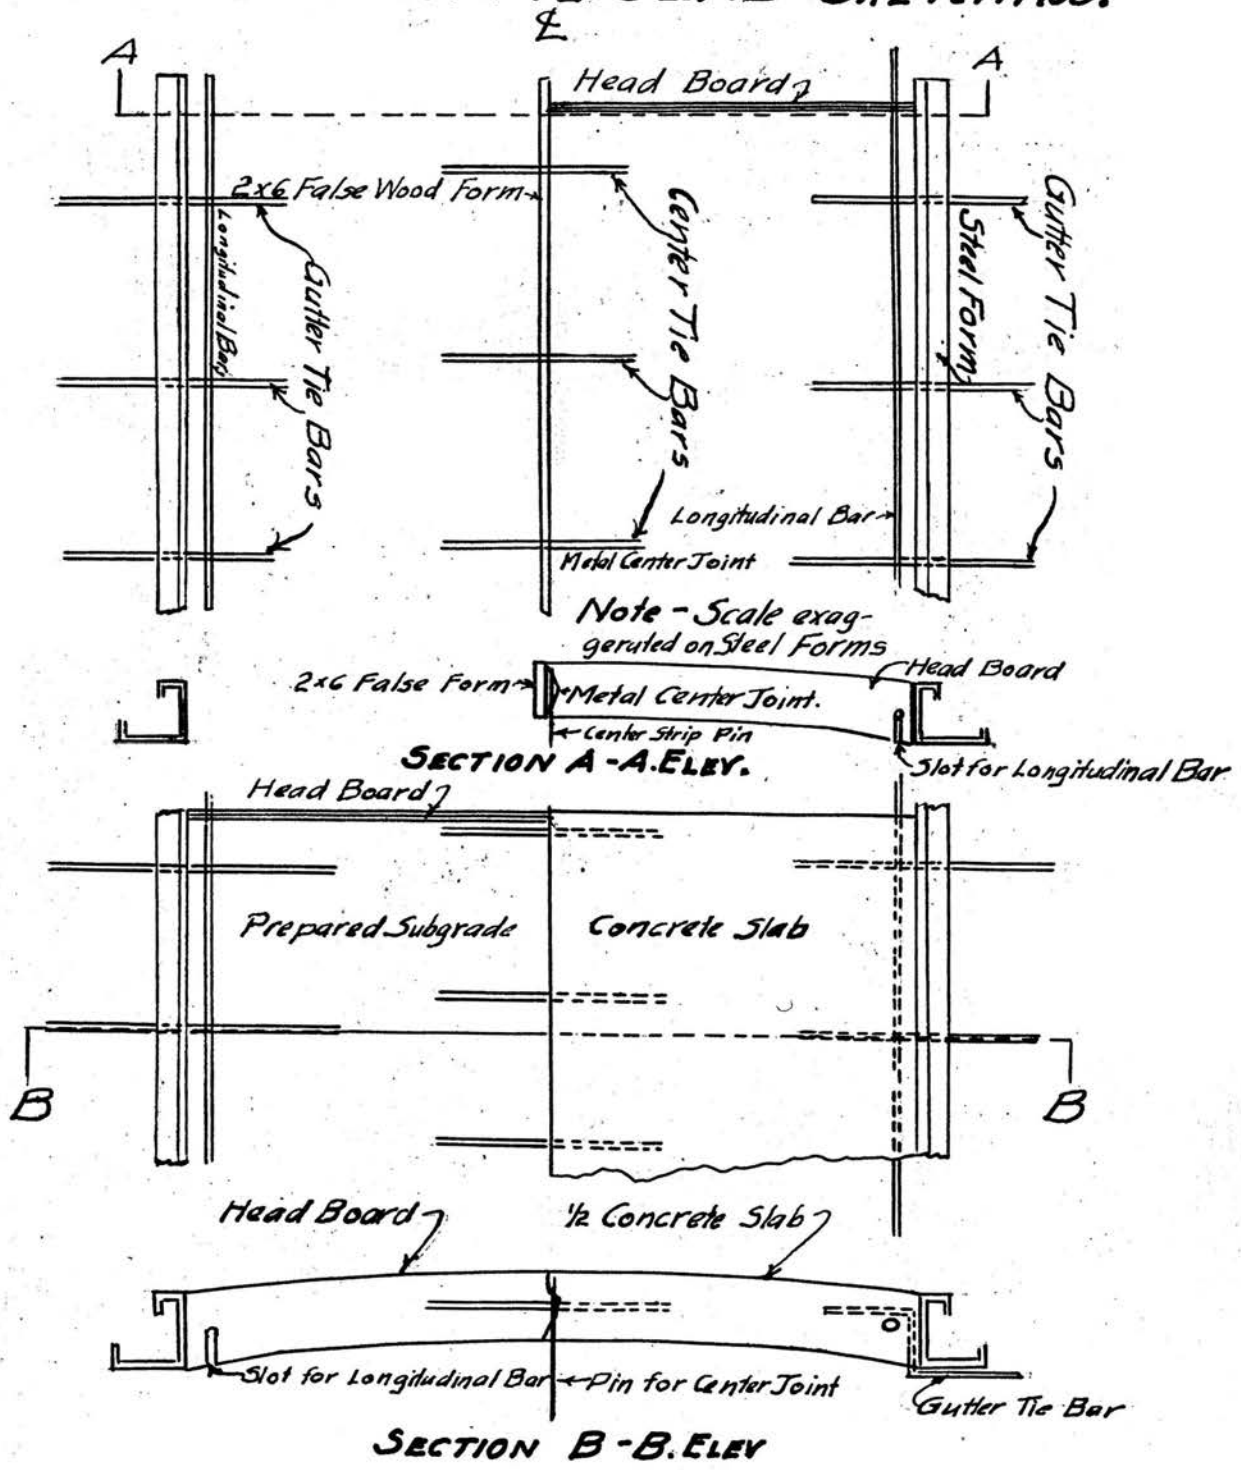 ℄
A
A
Head Board
2x6 False Wood Form
Longitudinal Bar
Gutter Tie Bars
Center Tie Bars
Steel Form
Gutter Tie Bars
Longitudinal Bar
Metal Center Joint
Note - Scale exag-
gerated on Steel Forms
2x6 False Form
Metal Center Joint.
Head Board
Center Strip Pin
SECTION A-A. ELEV.
Slot for Longitudinal Bar
Head Board
Prepared Subgrade
Concrete Slab
B
B
Head Board
1/2 Concrete Slab
Slot for Longitudinal Bar
Pin for Center Joint
Gutter Tie Bar
SECTION B-B. ELEV